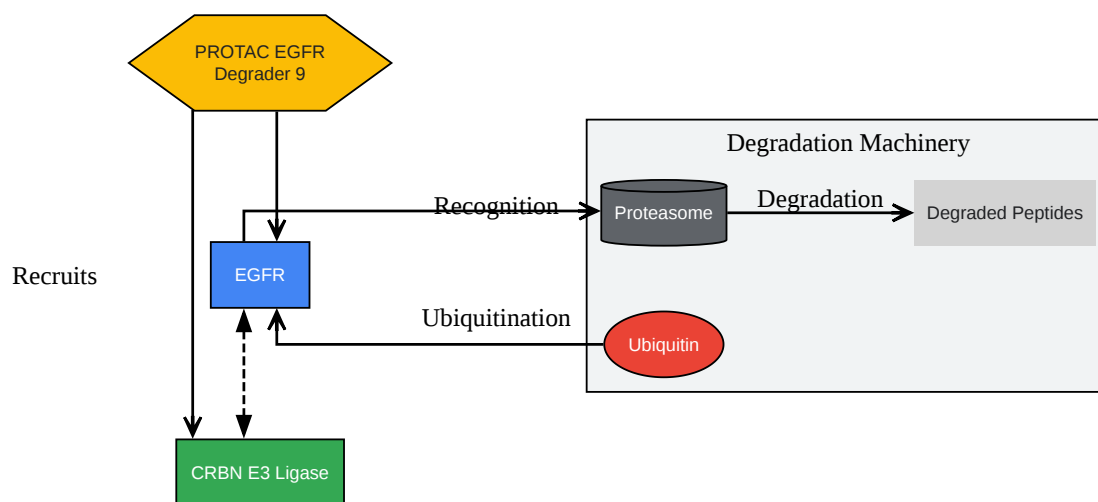 PROTAC EGFR
Degrader 9
Degradation Machinery
Recognition
Proteasome
Degradation
Degraded Peptides
EGFR
Recruits
Ubiquitination
Ubiquitin
CRBN E3 Ligase